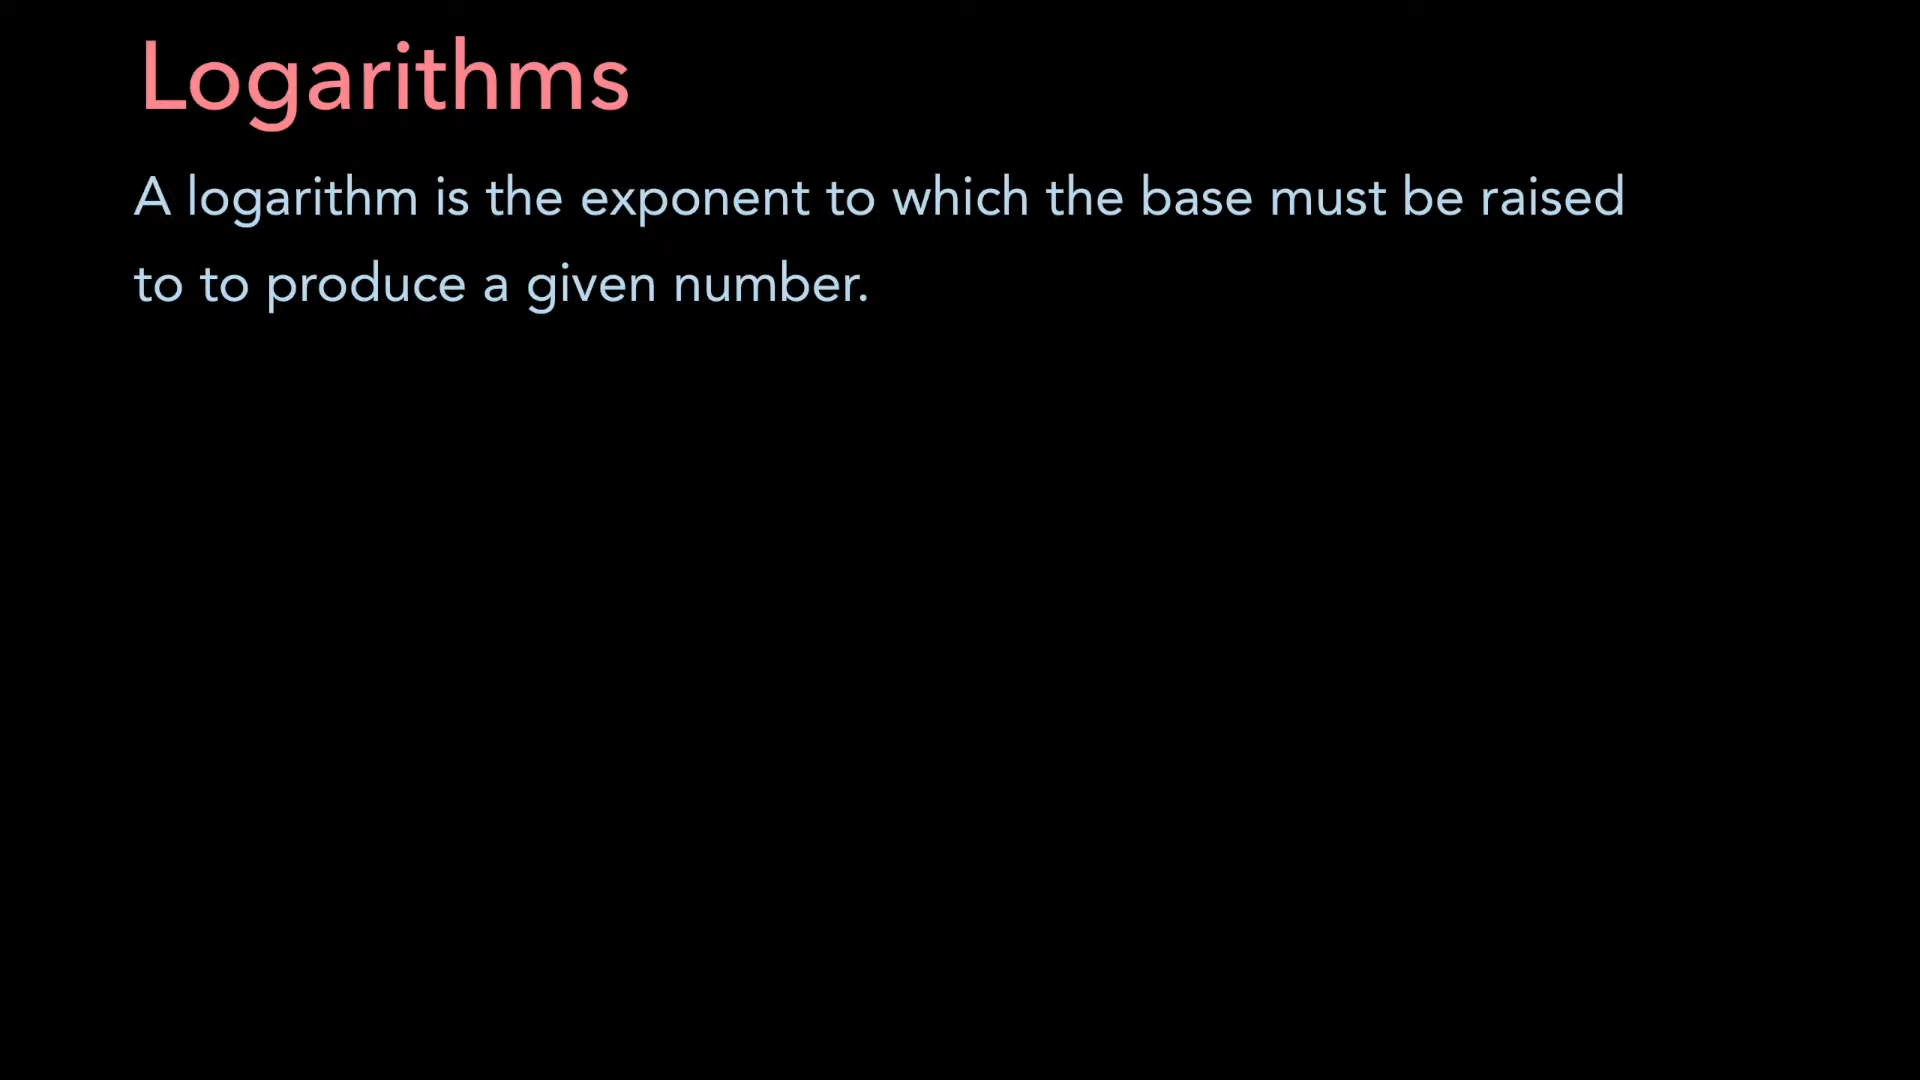 Logarithms
A logarithm is the exponent to which the base must be raised
to to produce a given number.